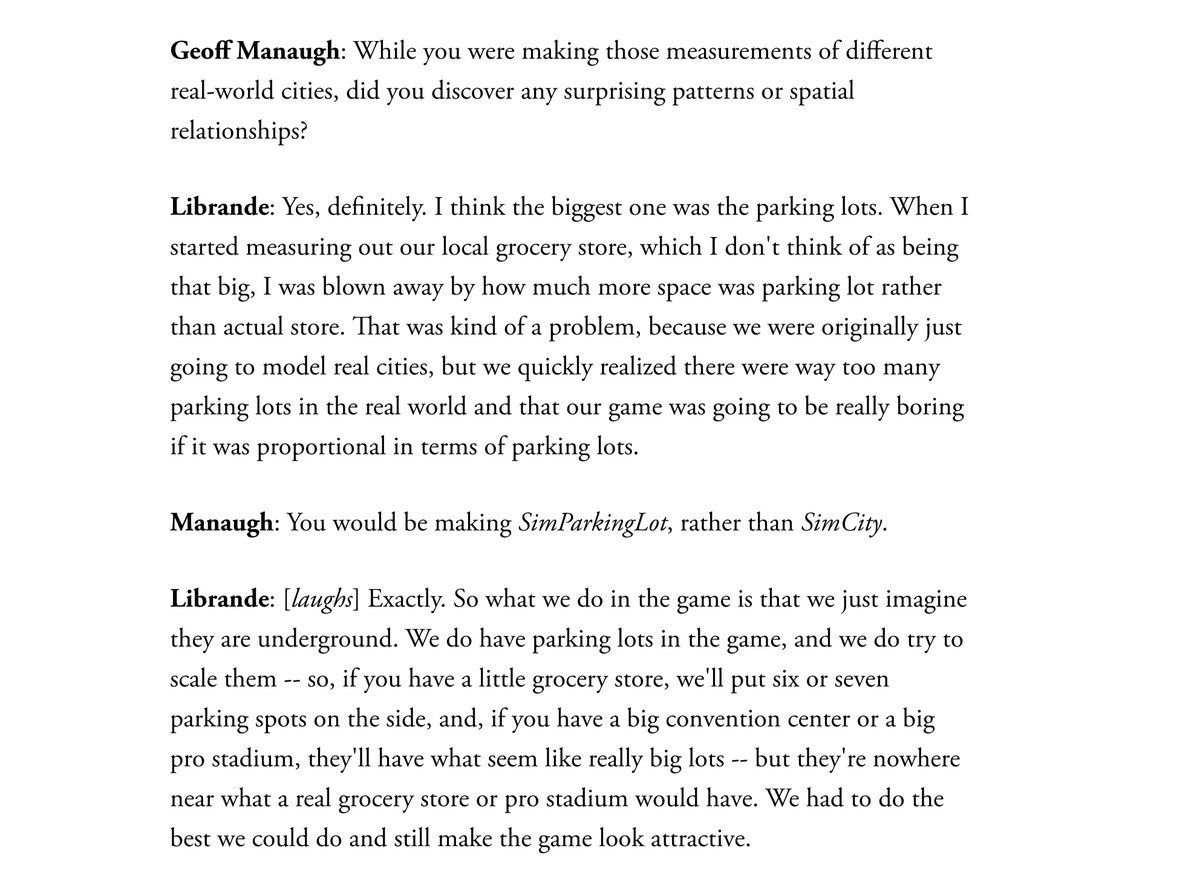 Geoff Manaugh: While you were making those measurements of different
real-world cities, did you discover any surprising patterns or spatial
relationships?
Librande: Yes, definitely. I think the biggest one was the parking lots. When I
started measuring out our local grocery store, which I don't think of as being
that big, I was blown away by how much more space was parking lot rather
than actual store. That was kind of a problem, because we were originally just
going to model real cities, but we quickly realized there were way too many
parking lots in the real world and that our game was going to be really boring
if it was proportional in terms of parking lots.
Manaugh: You would be making SimParkingLot, rather than SimCity.
Librande: [laughs] Exactly. So what we do in the game is that we just imagine
they are underground. We do have parking lots in the game, and we do try to
scale them -- so, if you have a little grocery store, we'll put six or seven
parking spots on the side, and, if you have a big convention center or a big
pro stadium, they'll have what seem like really big lots -- but they're nowhere
near what a real grocery store or pro stadium would have. We had to do the
best we could do and still make the game look attractive.